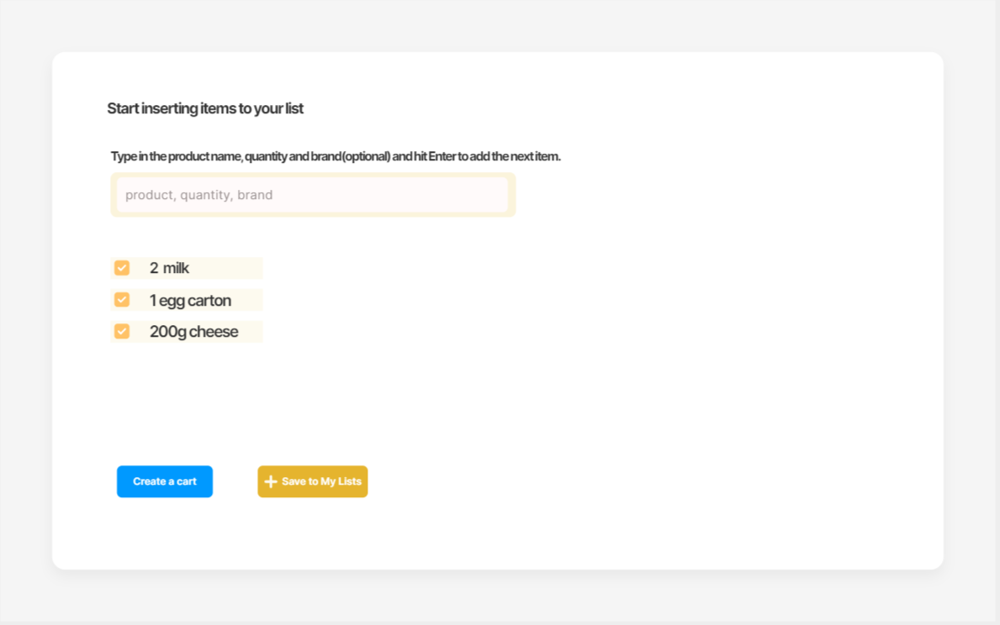 Start inserting items to your list
Type in the product name, quantity and brand(optional) and hit Enter to add the next item.
product, quantity, brand
2 milk
1 egg carton
200g cheese
Create a cart
Save to My Lists